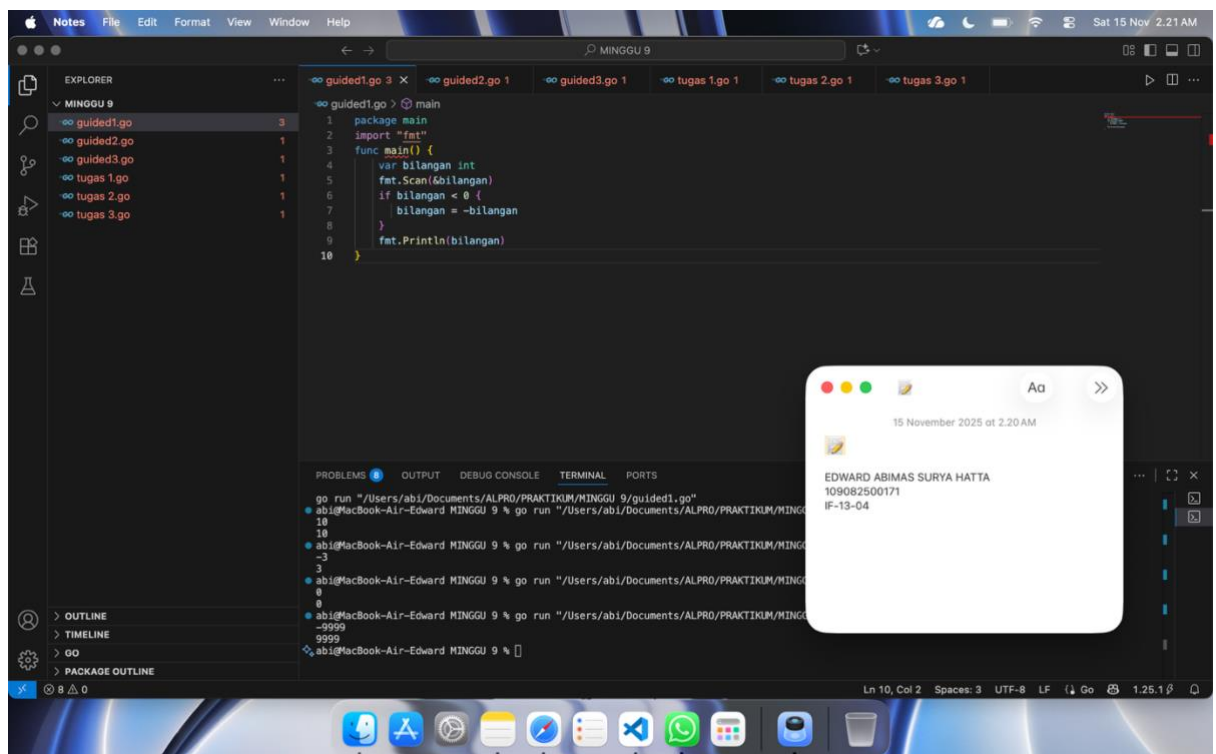 Notes File Edit Format View Window Help Sat 15 Nov 2.21 AM
MINGGU 9
EXPLORER
MINGGU 9
guided1.go 3
guided2.go 1
guided3.go 1
tugas 1.go 1
tugas 2.go 1
tugas 3.go 1
OUTLINE
TIMELINE
GO
PACKAGE OUTLINE
guided1.go 3 guided2.go 1 guided3.go 1 tugas 1.go 1 tugas 2.go 1 tugas 3.go 1
guided1.go > main
1 package main
2 import "fmt"
3 func main() {
4 var bilangan int
5 fmt.Scan(&bilangan)
6 if bilangan < 0 {
7 bilangan = -bilangan
8 }
9 fmt.Println(bilangan)
10 }
PROBLEMS 8 OUTPUT DEBUG CONSOLE TERMINAL PORTS
go run "/Users/abi/Documents/ALPRO/PRAKTIKUM/MINGGU 9/guided1.go"
abi@MacBook-Air-Edward MINGGU 9 % go run "/Users/abi/Documents/ALPRO/PRAKTIKUM/MINGG
10
10
abi@MacBook-Air-Edward MINGGU 9 % go run "/Users/abi/Documents/ALPRO/PRAKTIKUM/MINGG
-3
3
abi@MacBook-Air-Edward MINGGU 9 % go run "/Users/abi/Documents/ALPRO/PRAKTIKUM/MINGG
0
0
abi@MacBook-Air-Edward MINGGU 9 % go run "/Users/abi/Documents/ALPRO/PRAKTIKUM/MINGG
-9999
9999
abi@MacBook-Air-Edward MINGGU 9 %
Aa
15 November 2025 at 2.20 AM
EDWARD ABIMAS SURYA HATTA
109082500171
IF-13-04
8 0 Ln 10, Col 2 Spaces: 3 UTF-8 LF Go 1.25.1